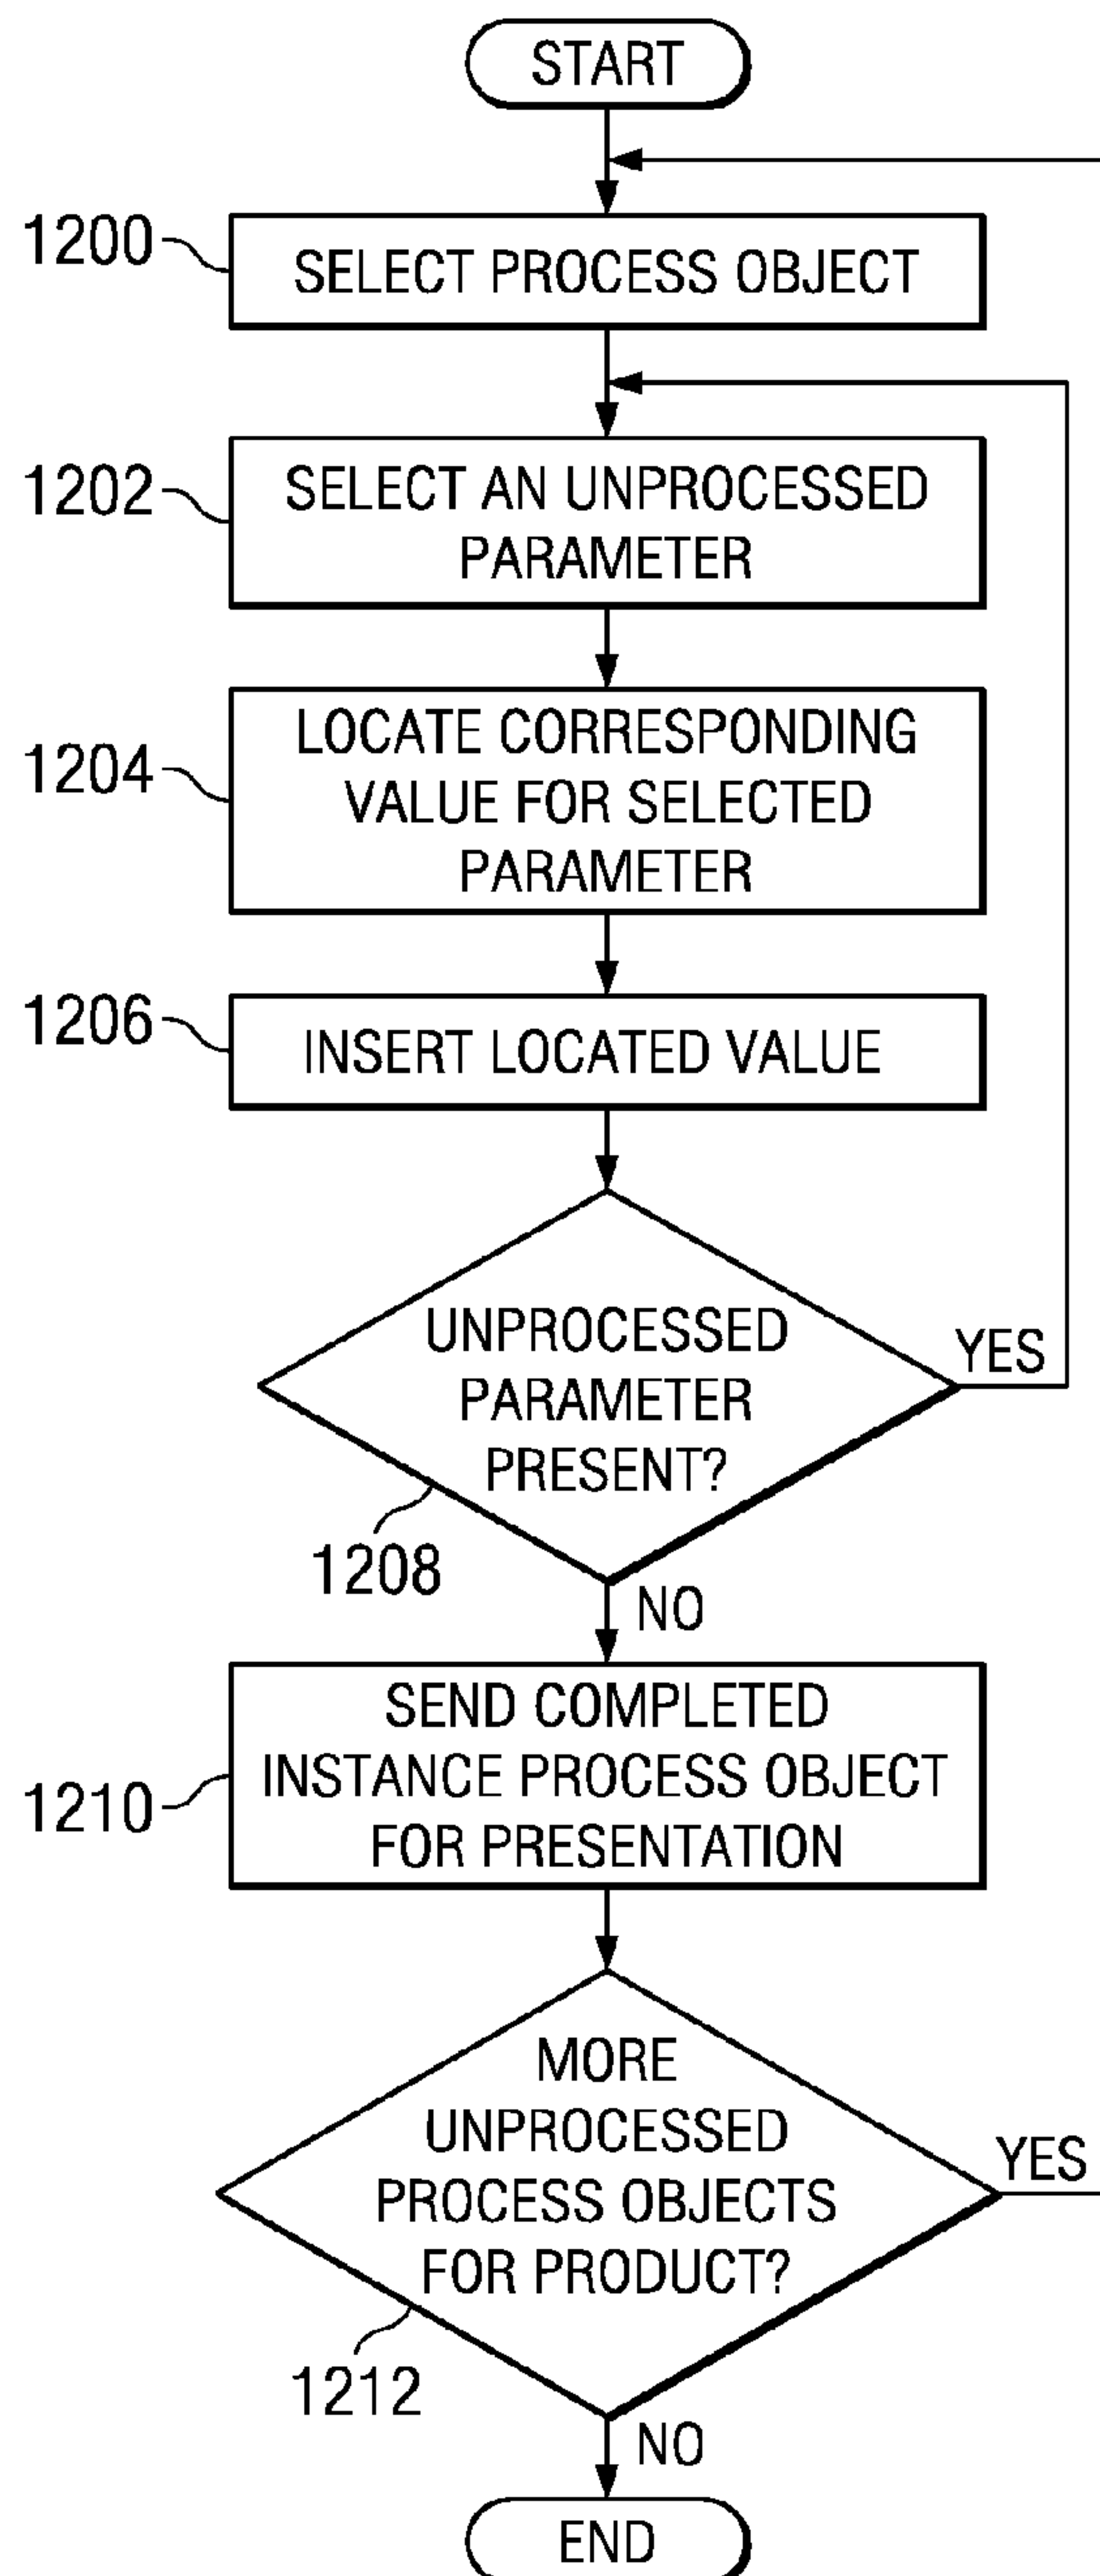 START
1200
SELECT PROCESS OBJECT
1202
SELECT AN UNPROCESSED
PARAMETER
1204
LOCATE CORRESPONDING
VALUE FOR SELECTED
PARAMETER
1206
INSERT LOCATED VALUE
UNPROCESSED
PARAMETER
PRESENT?
YES
1208
NO
SEND COMPLETED
INSTANCE PROCESS OBJECT
FOR PRESENTATION
1210
MORE
UNPROCESSED
PROCESS OBJECTS
FOR PRODUCT?
YES
1212
NO
END